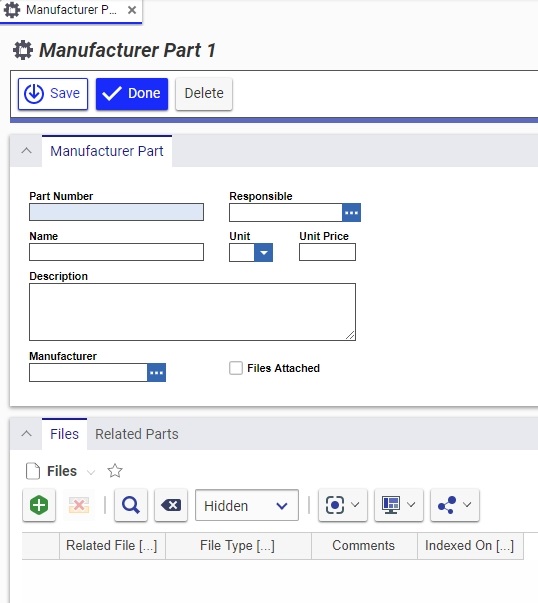 Manufacturer P...
Manufacturer Part 1
Save Done Delete
Manufacturer Part
Part Number Responsible
Name Unit Unit Price
Description
Manufacturer
Files Attached
Files Related Parts
Files
Hidden
Related File [...] File Type [...] Comments Indexed On [...]